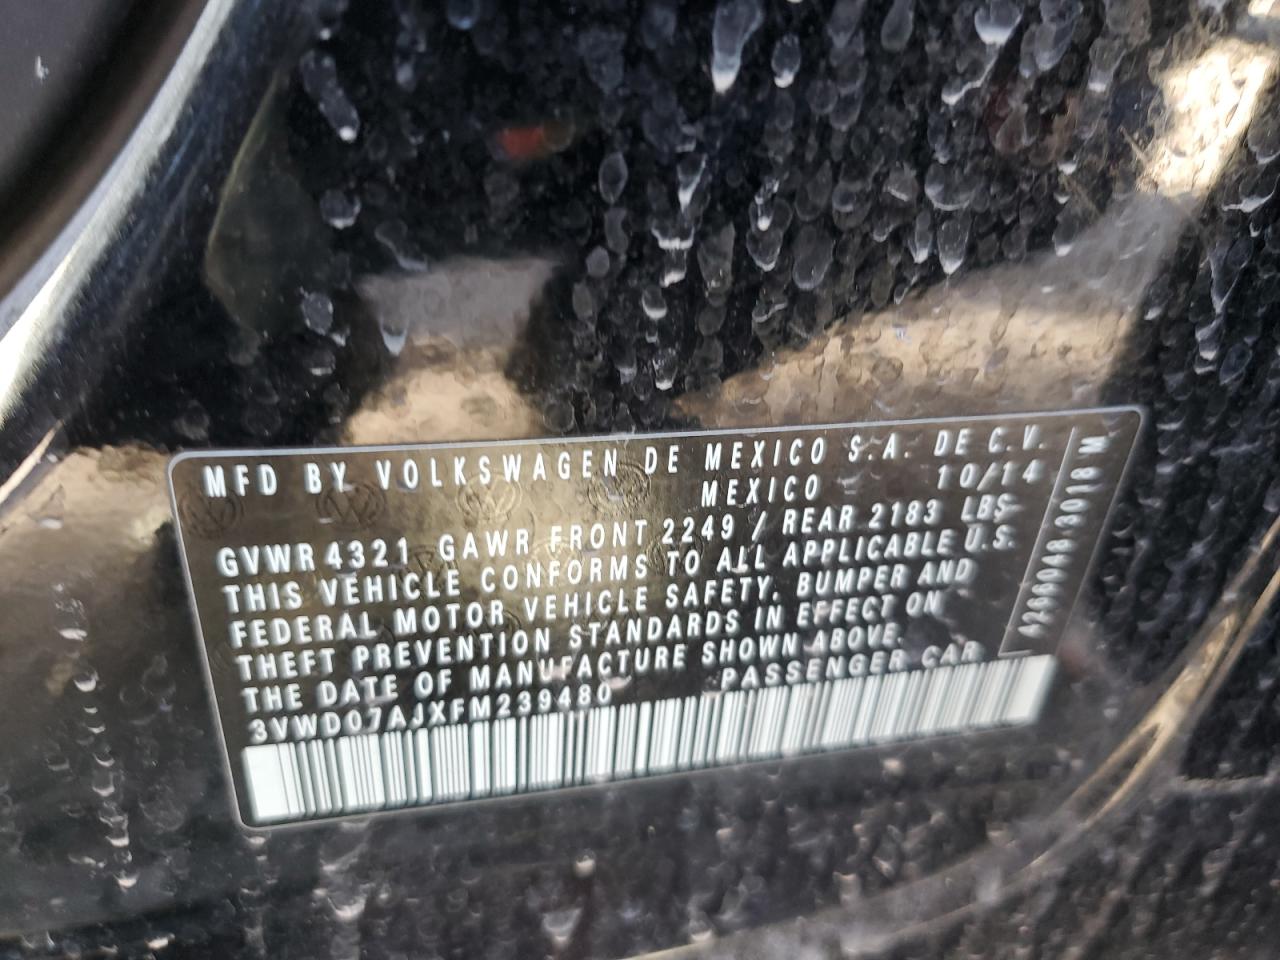 MFD BY VOLKSWAGEN DE MEXICO S.A. DE C.V.
MEXICO 10/14
GVWR 4321 GAWR FRONT 2249 / REAR 2183 LBS
THIS VEHICLE CONFORMS TO ALL APPLICABLE U.S.
FEDERAL MOTOR VEHICLE SAFETY. BUMPER AND
THEFT PREVENTION STANDARDS IN EFFECT ON
THE DATE OF MANUFACTURE SHOWN ABOVE.
3VWD07AJXFM239480 PASSENGER CAR